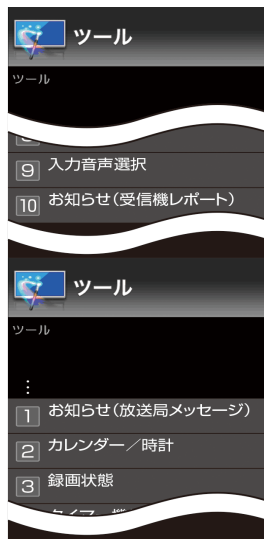 ツール
ツール
9 入力音声選択
10 お知らせ(受信機レポート)
ツール
ツール
⋮
1 お知らせ(放送局メッセージ)
2 カレンダー／時計
3 録画状態